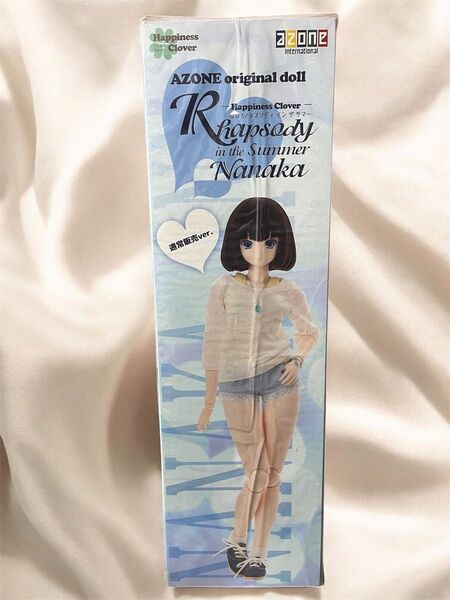 Happiness
Clover
azone
international
AZONE original doll
Happiness Clover
Rhapsody
in the Summer
Nanaka
通常販売ver.
NANAKA